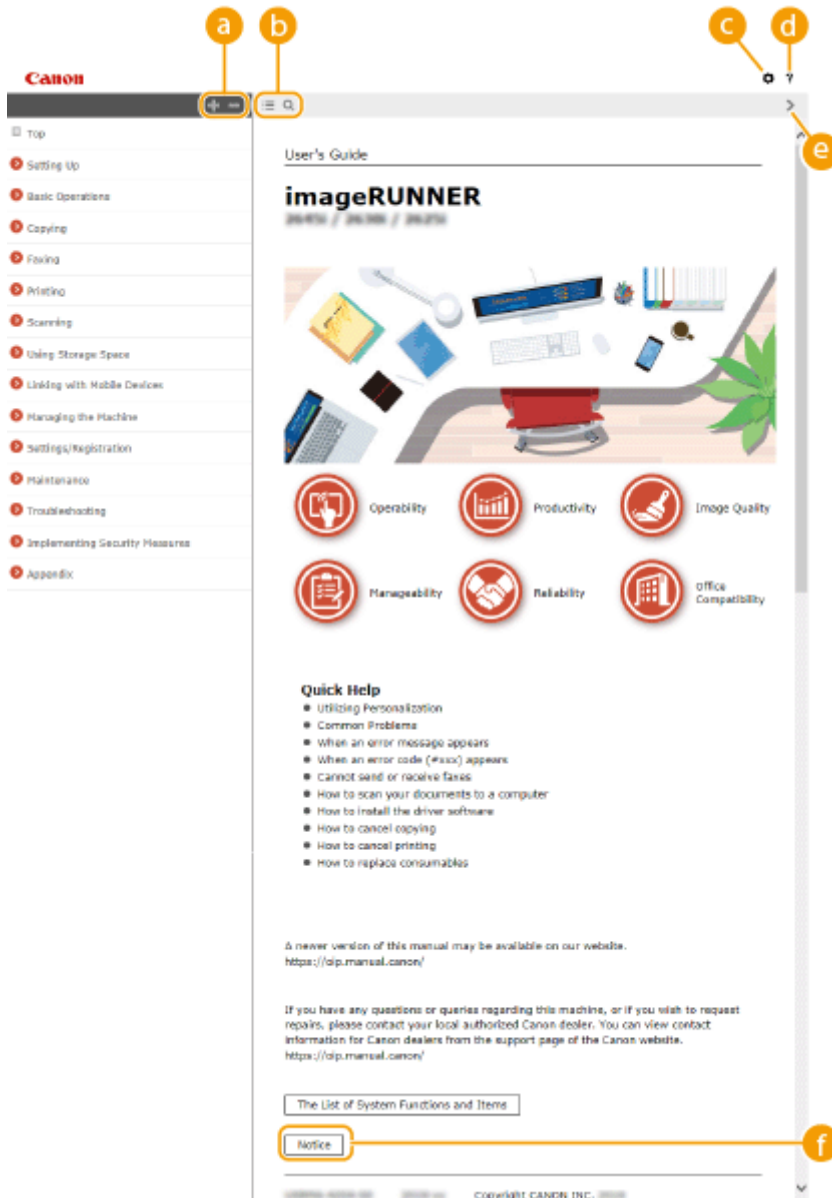 a b c d
Canon ?
e
Top
Setting Up
Basic Operations
Copying
Faxing
Printing
Scanning
Using Storage Space
Linking with Mobile Devices
Managing the Machine
Settings/Registration
Maintenance
Troubleshooting
Implementing Security Measures
Appendix
User's Guide
imageRUNNER
Operability Productivity Image Quality
Manageability Reliability Office
Compatibility
Quick Help
Utilizing Personalization
Common Problems
When an error message appears
When an error code (#xxx) appears
Cannot send or receive faxes
How to scan your documents to a computer
How to install the driver software
How to cancel copying
How to cancel printing
How to replace consumables
A newer version of this manual may be available on our website.
https://oip.manual.canon/
If you have any questions or queries regarding this machine, or if you wish to request
repairs, please contact your local authorized Canon dealer. You can view contact
information for Canon dealers from the support page of the Canon website.
https://oip.manual.canon/
The List of System Functions and Items
Notice
f
Copyright CANON INC.